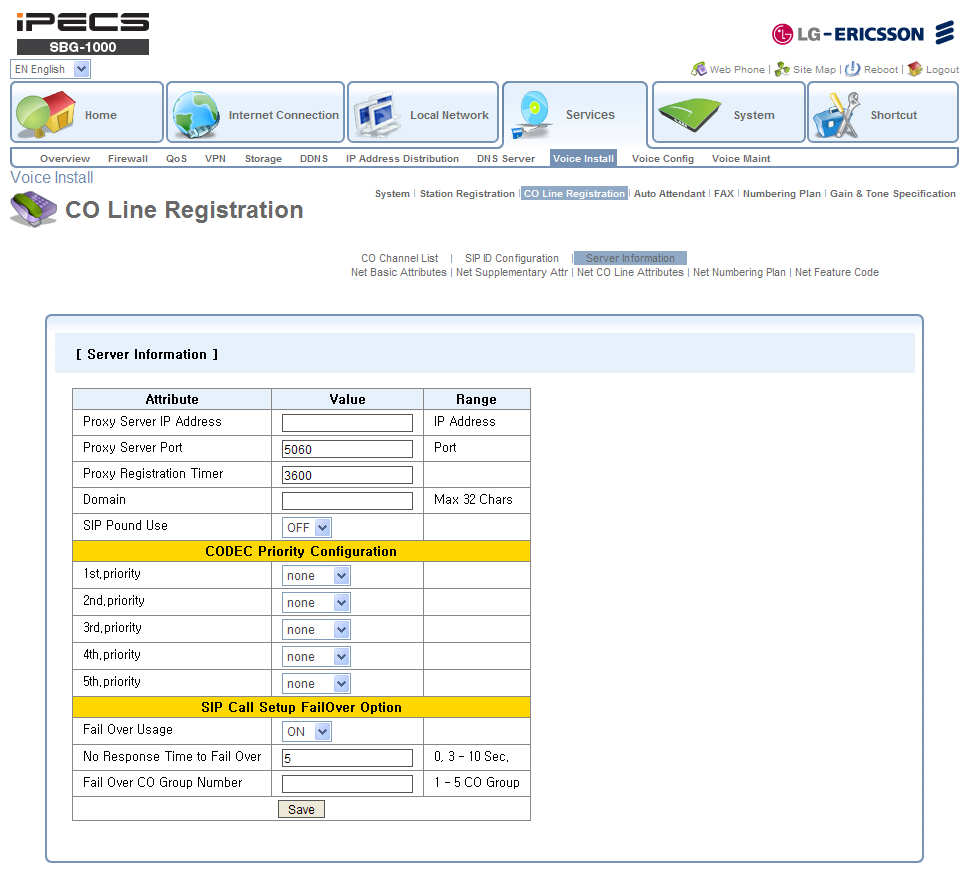 iPECS
SBG-1000
LG-ERICSSON
EN English
Web Phone | Site Map | Reboot | Logout
Home Internet Connection Local Network Services System Shortcut
Overview Firewall QoS VPN Storage DDNS IP Address Distribution DNS Server Voice Install Voice Config Voice Maint
Voice Install
System | Station Registration | CO Line Registration | Auto Attendant | FAX | Numbering Plan | Gain & Tone Specification
CO Line Registration
CO Channel List | SIP ID Configuration | Server Information
Net Basic Attributes | Net Supplementary Attr | Net CO Line Attributes | Net Numbering Plan | Net Feature Code
[ Server Information ]
Attribute Value Range
Proxy Server IP Address IP Address
Proxy Server Port 5060 Port
Proxy Registration Timer 3600
Domain Max 32 Chars
SIP Pound Use OFF
CODEC Priority Configuration
1st.priority none
2nd.priority none
3rd.priority none
4th.priority none
5th.priority none
SIP Call Setup FailOver Option
Fail Over Usage ON
No Response Time to Fail Over 5 0, 3 - 10 Sec.
Fail Over CO Group Number 1 - 5 CO Group
Save